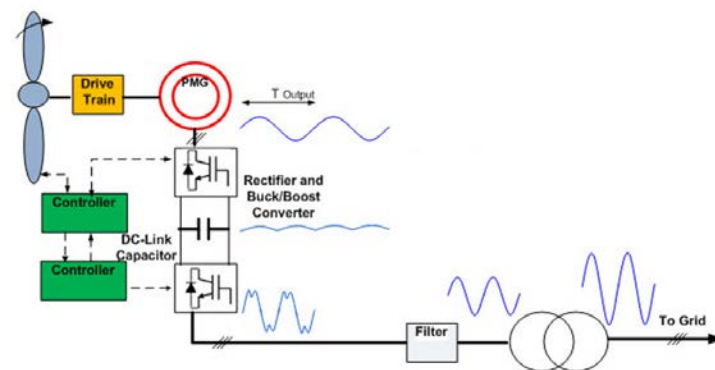 Drive
Train
PMG
T Output
Rectifier and
Buck/Boost
Converter
Controller
DC-Link
Capacitor
Controller
Filter
To Grid